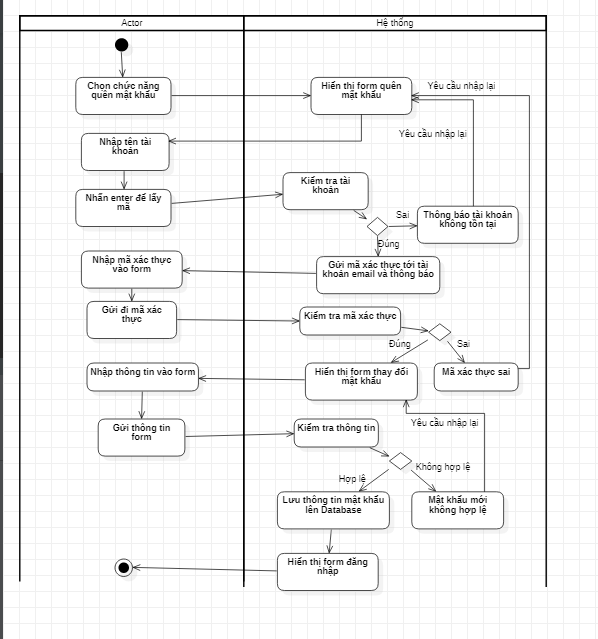 Actor
Hệ thống
Chọn chức năng
quên mật khẩu
Hiển thị form quên
mật khẩu
Yêu cầu nhập lại
Yêu cầu nhập lại
Nhập tên tài
khoản
Kiểm tra tài
khoản
Nhấn enter để lấy
mã
Sai
Thông báo tài khoản
không tồn tại
Đúng
Nhập mã xác thực
vào form
Gửi mã xác thực tới tài
khoản email và thông báo
Gửi đi mã xác
thực
Kiểm tra mã xác thực
Đúng
Sai
Nhập thông tin vào form
Hiển thị form thay đổi
mật khẩu
Mã xác thực sai
Yêu cầu nhập lại
Gửi thông tin
form
Kiểm tra thông tin
Không hợp lệ
Hợp lệ
Lưu thông tin mật khẩu
lên Database
Mật khẩu mới
không hợp lệ
Hiển thị form đăng
nhập